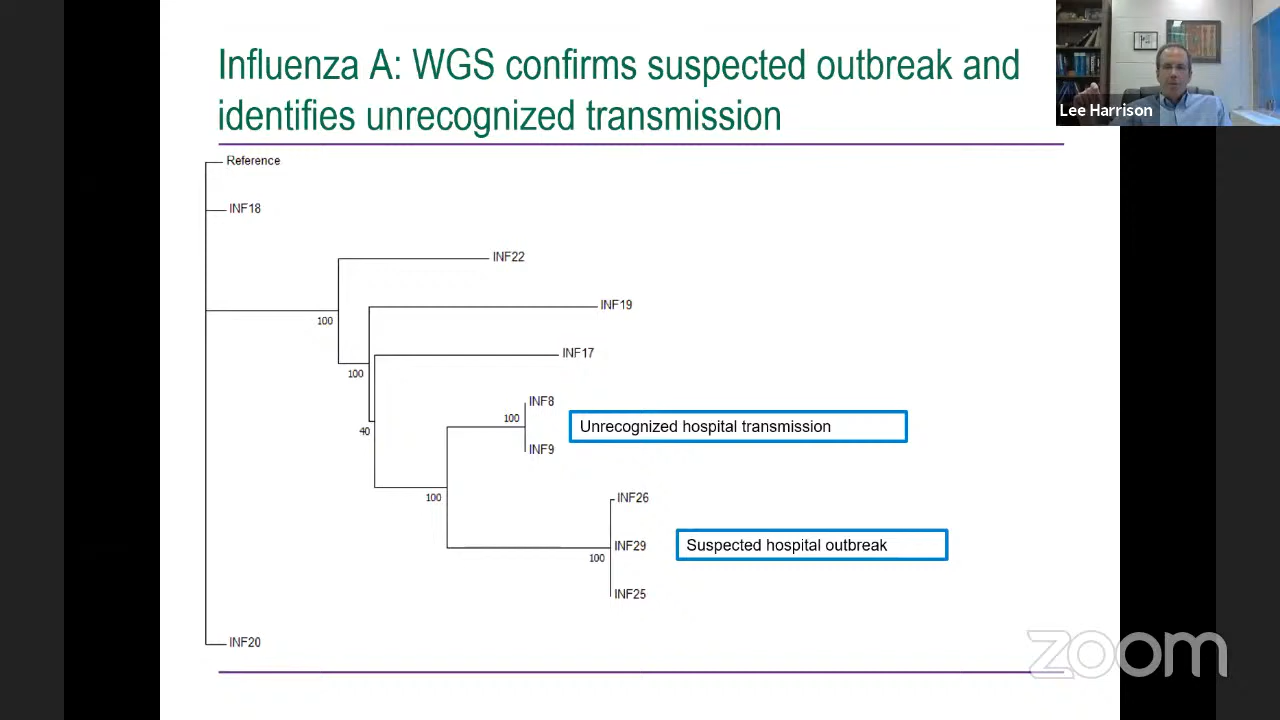 Influenza A: WGS confirms suspected outbreak and
identifies unrecognized transmission
Lee Harrison
Reference
INF18
INF22
INF19
100
INF17
100
INF8
100
Unrecognized hospital transmission
40
INF9
100
INF26
INF29
Suspected hospital outbreak
100
INF25
INF20
zoom